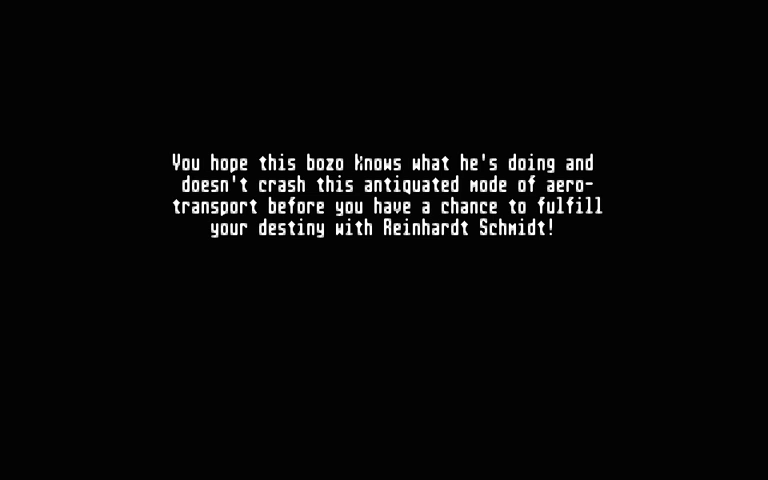 You hope this bozo knows what he's doing and
doesn't crash this antiquated mode of aero-
transport before you have a chance to fulfill
your destiny with Reinhardt Schmidt!